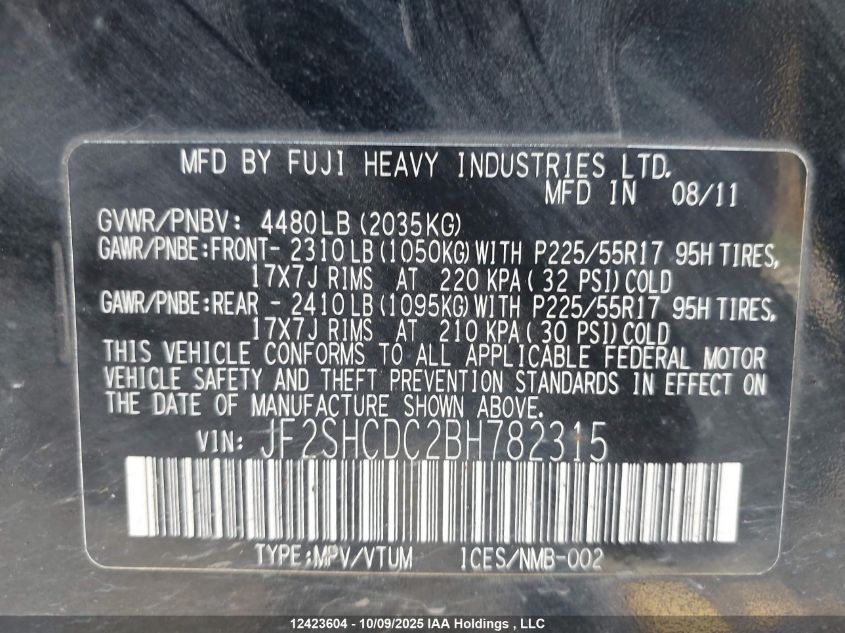 MFD BY FUJI HEAVY INDUSTRIES LTD.
MFD IN 08/11
GVWR/PNBV: 4480LB (2035KG)
GAWR/PNBE:FRONT- 2310LB (1050KG) WITH P225/55R17 95H TIRES,
17X7J RIMS AT 220 KPA ( 32 PSI) COLD
GAWR/PNBE:REAR - 2410LB (1095KG) WITH P225/55R17 95H TIRES,
17X7J RIMS AT 210 KPA ( 30 PSI) COLD
THIS VEHICLE CONFORMS TO ALL APPLICABLE FEDERAL MOTOR
VEHICLE SAFETY AND THEFT PREVENTION STANDARDS IN EFFECT ON
THE DATE OF MANUFACTURE SHOWN ABOVE.
VIN: JF2SHCDC2BH782315
TYPE:MPV/VTUM 1CES/NMB-002
12423604 - 10/09/2025 IAA Holdings , LLC